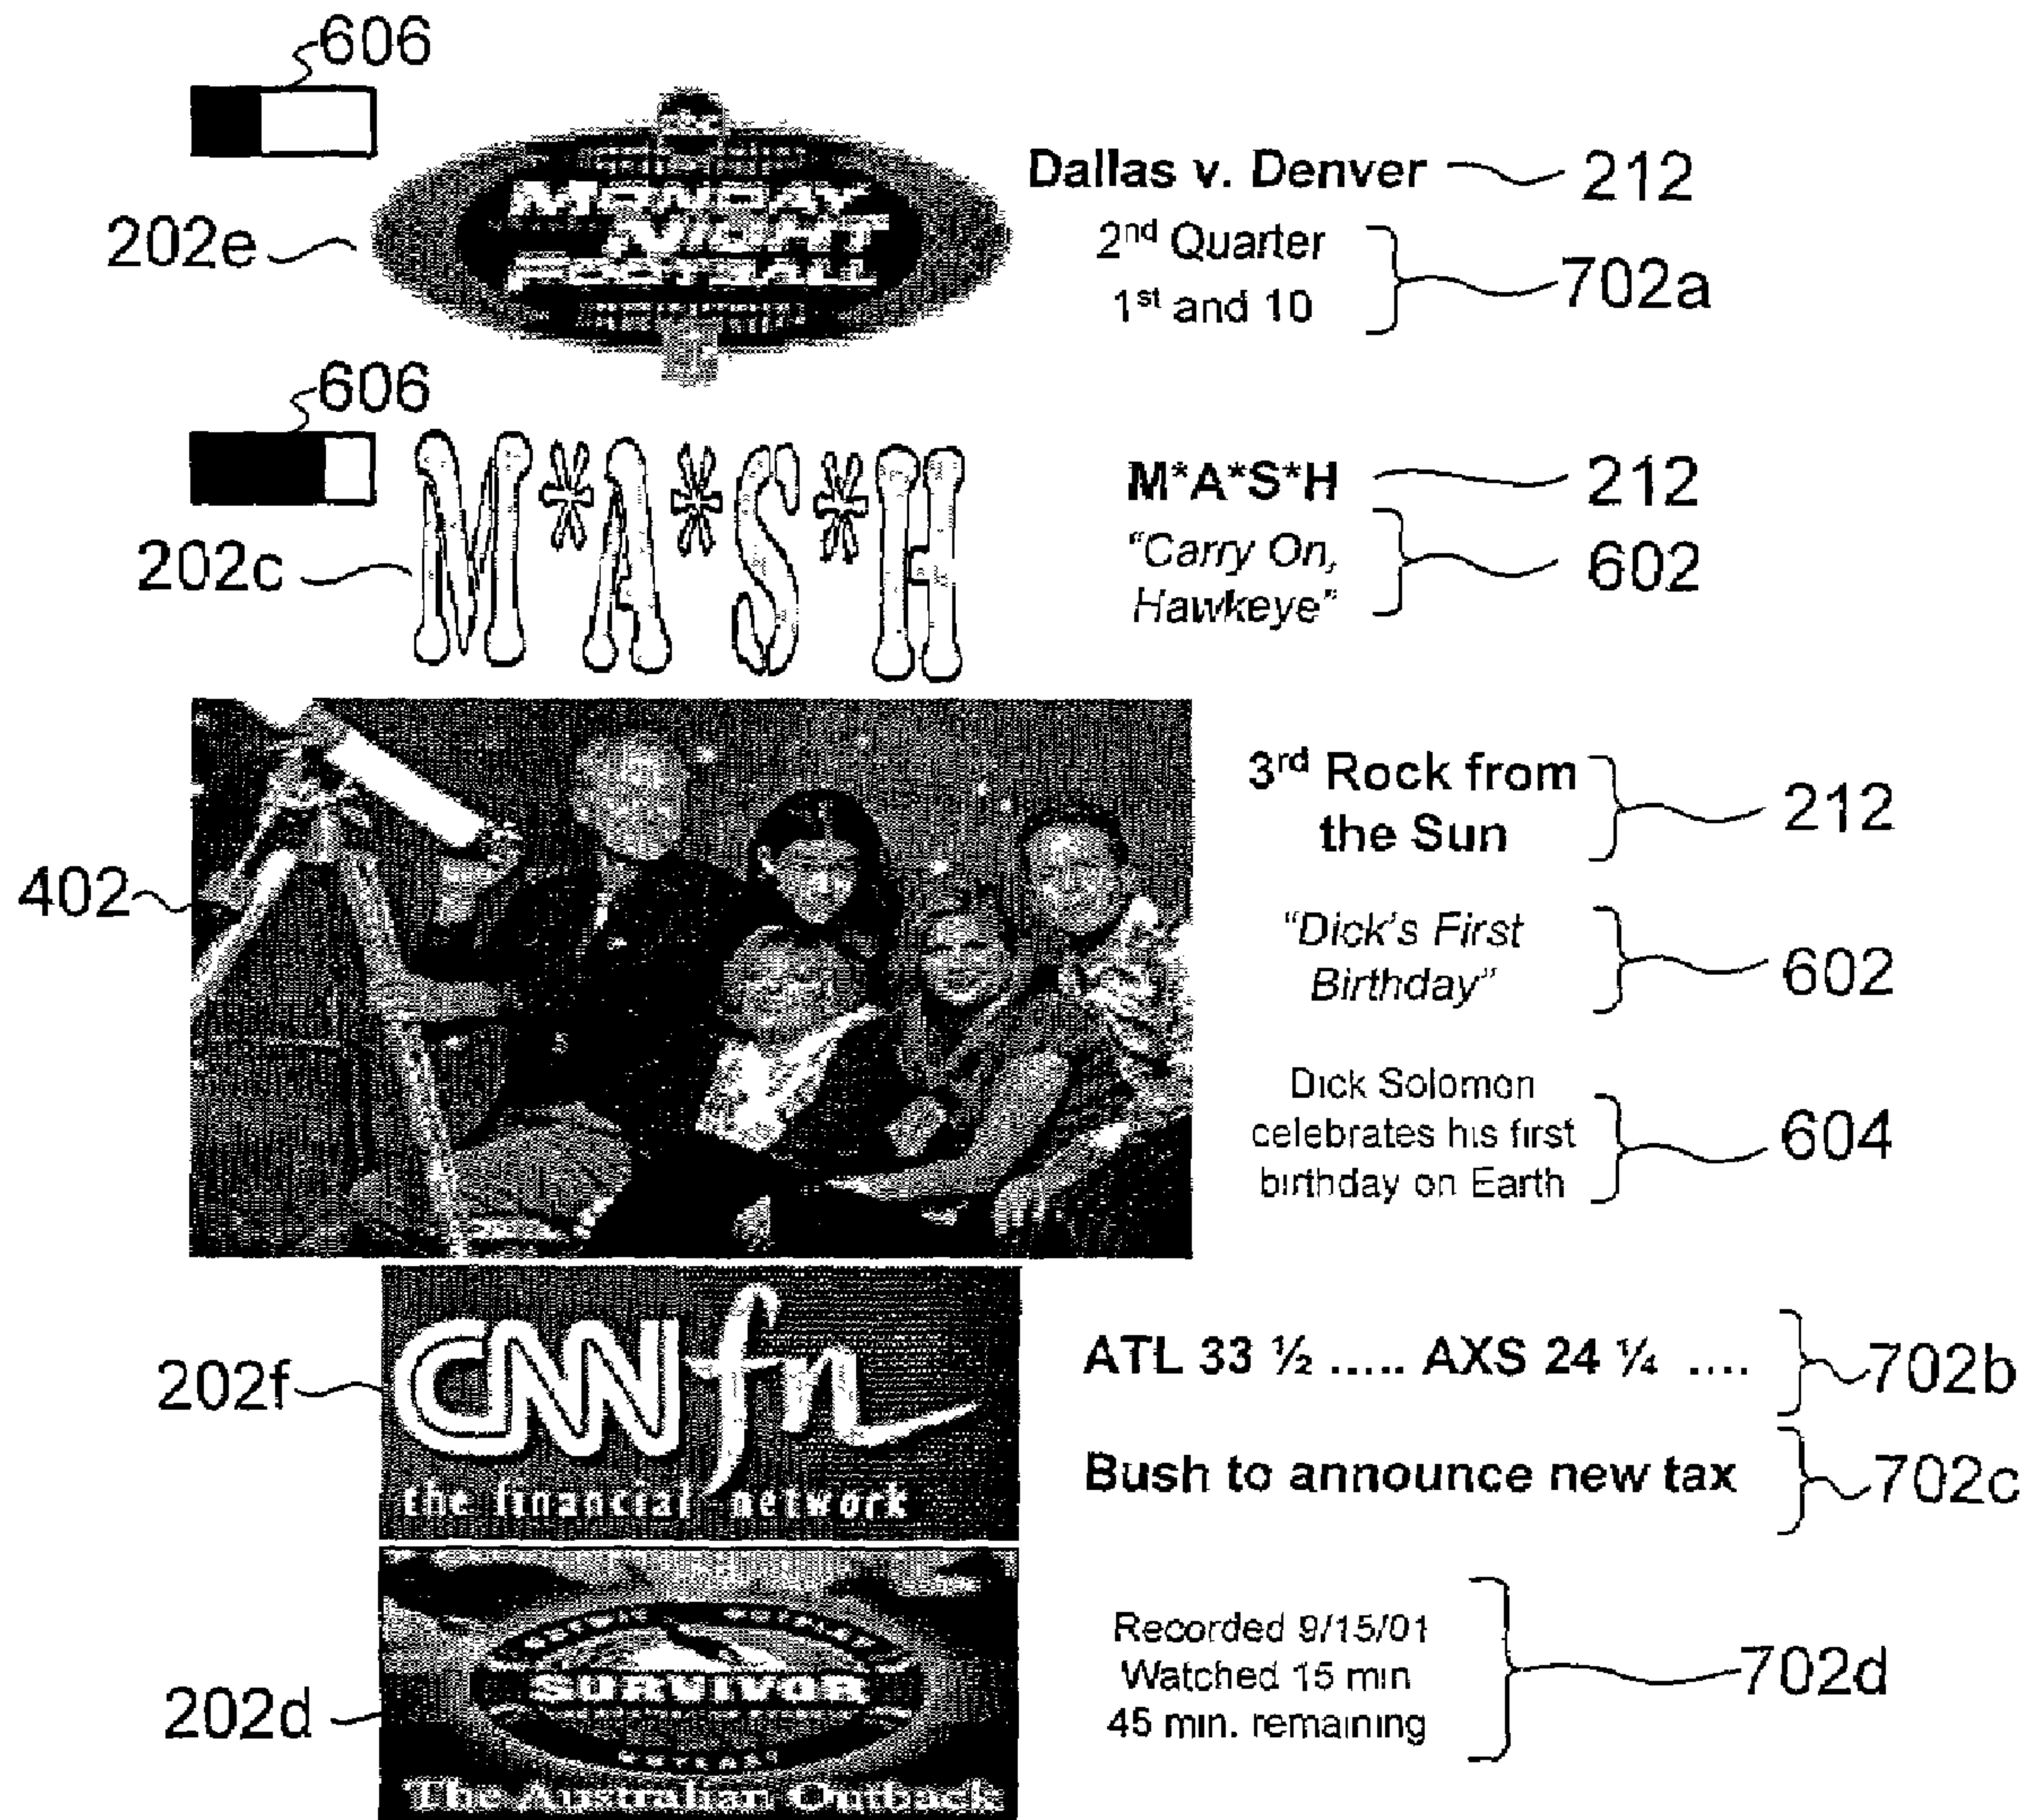 606
202e
MONDAY
NIGHT
FOOTBALL
Dallas v. Denver
212
2nd Quarter
1st and 10
702a
606
202c
M*A*S*H
M*A*S*H
212
"Carry On,
Hawkeye"
602
402
3rd Rock from
the Sun
212
"Dick's First
Birthday"
602
Dick Solomon
celebrates his first
birthday on Earth
604
202f
CNNfn
the financial network
ATL 33 ½ ..... AXS 24 ¼ ....
702b
Bush to announce new tax
702c
202d
SURVIVOR
The Australian Outback
Recorded 9/15/01
Watched 15 min
45 min. remaining
702d